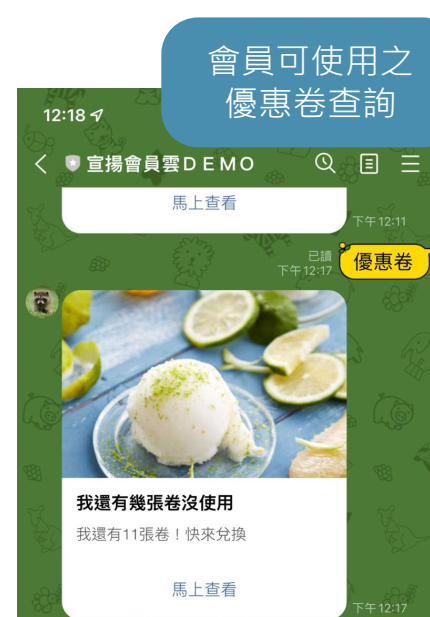 會員可使用之
優惠卷查詢
12:18
宣揚會員雲ＤＥＭＯ
馬上查看
下午12:11
已讀
下午12:17
優惠卷
我還有幾張卷沒使用
我還有11張卷！快來兌換
馬上查看
下午12:17